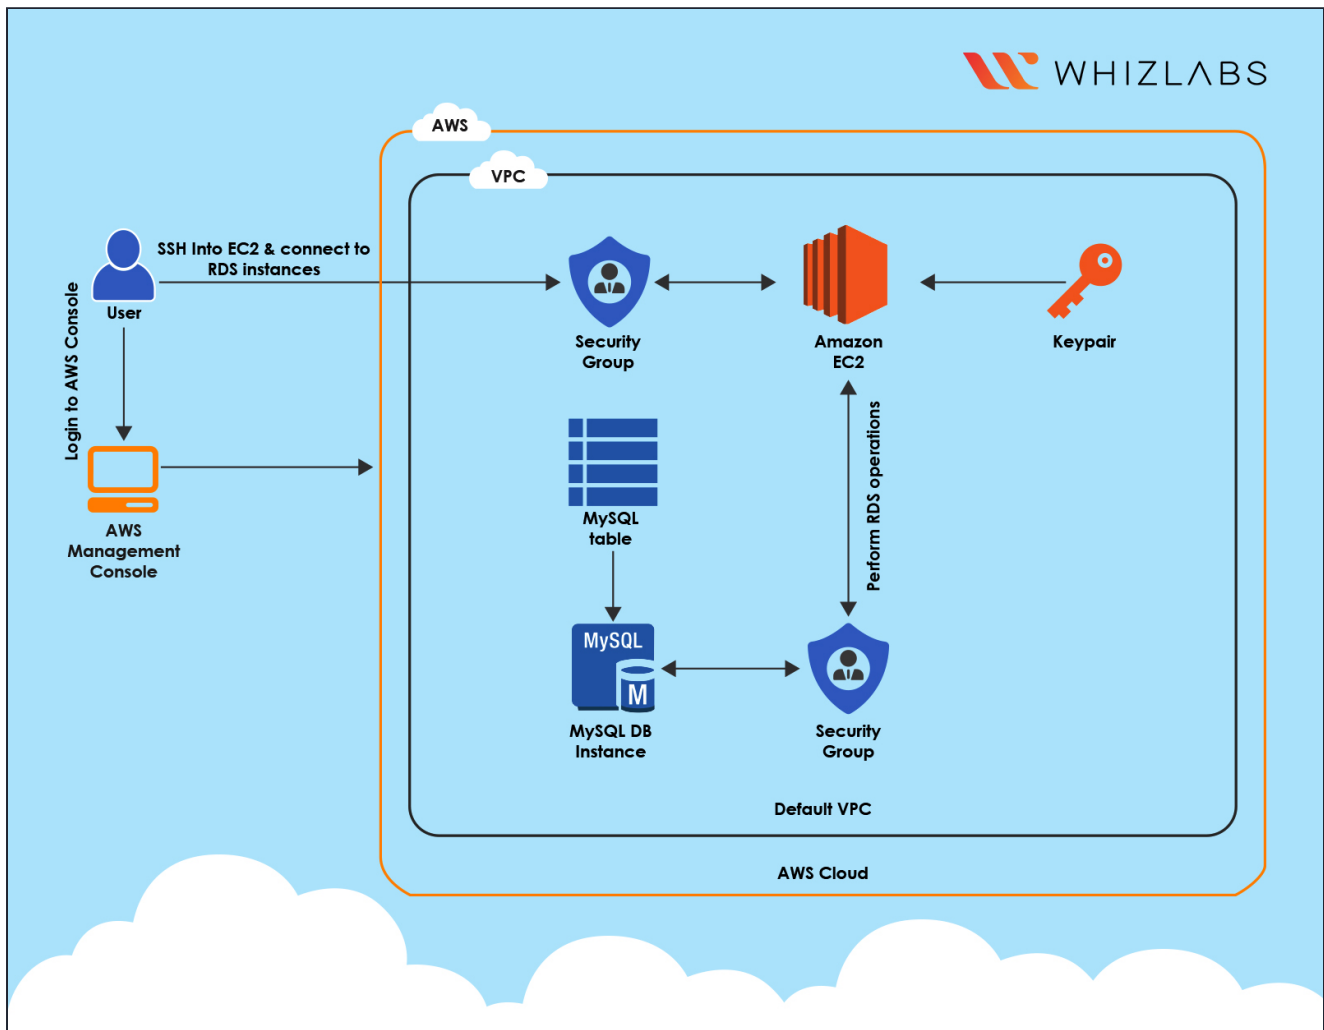 WHIZLABS
AWS
VPC
SSH Into EC2 & connect to
RDS instances
User
Login to AWS Console
Security
Group
Amazon
EC2
Keypair
MySQL
table
Perform RDS operations
AWS
Management
Console
MySQL
M
MySQL DB
Instance
Security
Group
Default VPC
AWS Cloud